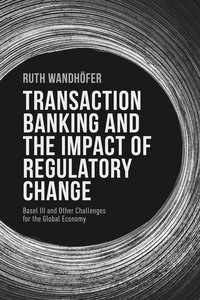 RUTH WANDHÖFER
TRANSACTION
BANKING AND
THE IMPACT OF
REGULATORY
CHANGE
Basel III and Other Challenges
for the Global Economy